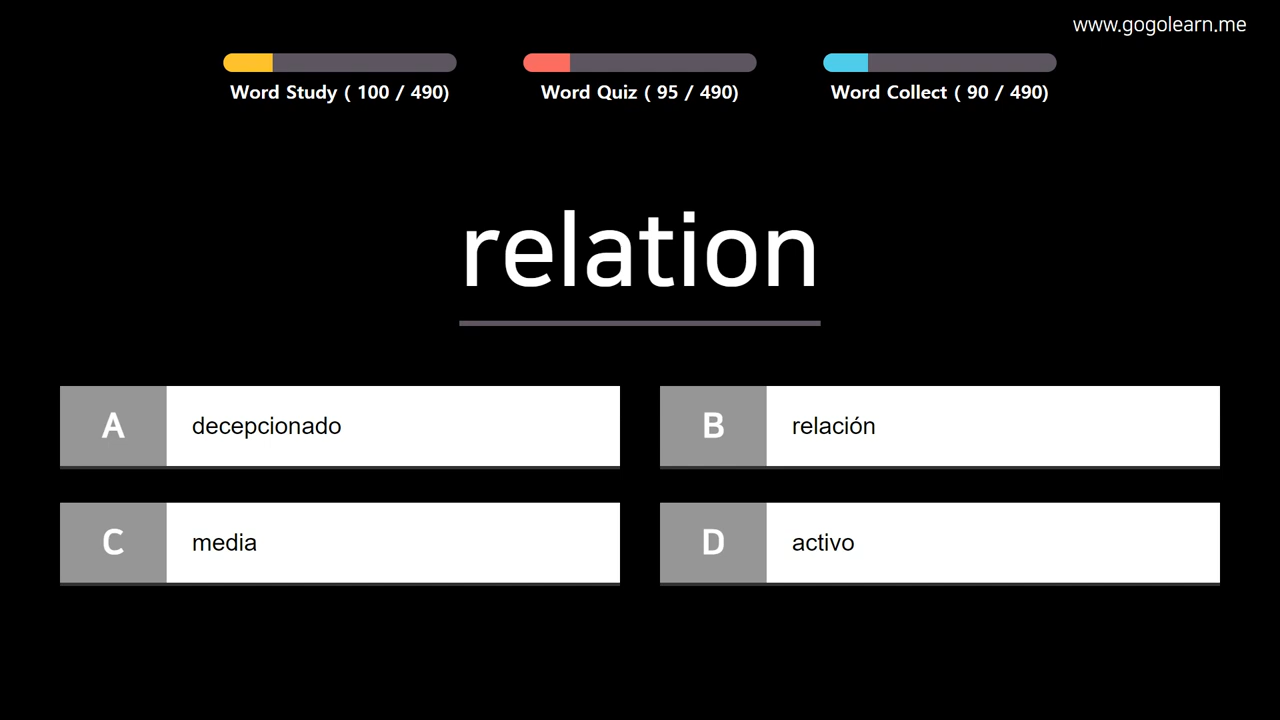 www.gogolearn.me
Word Study ( 100 / 490)
Word Quiz ( 95 / 490)
Word Collect ( 90 / 490)
relation
A decepcionado
B relación
C media
D activo